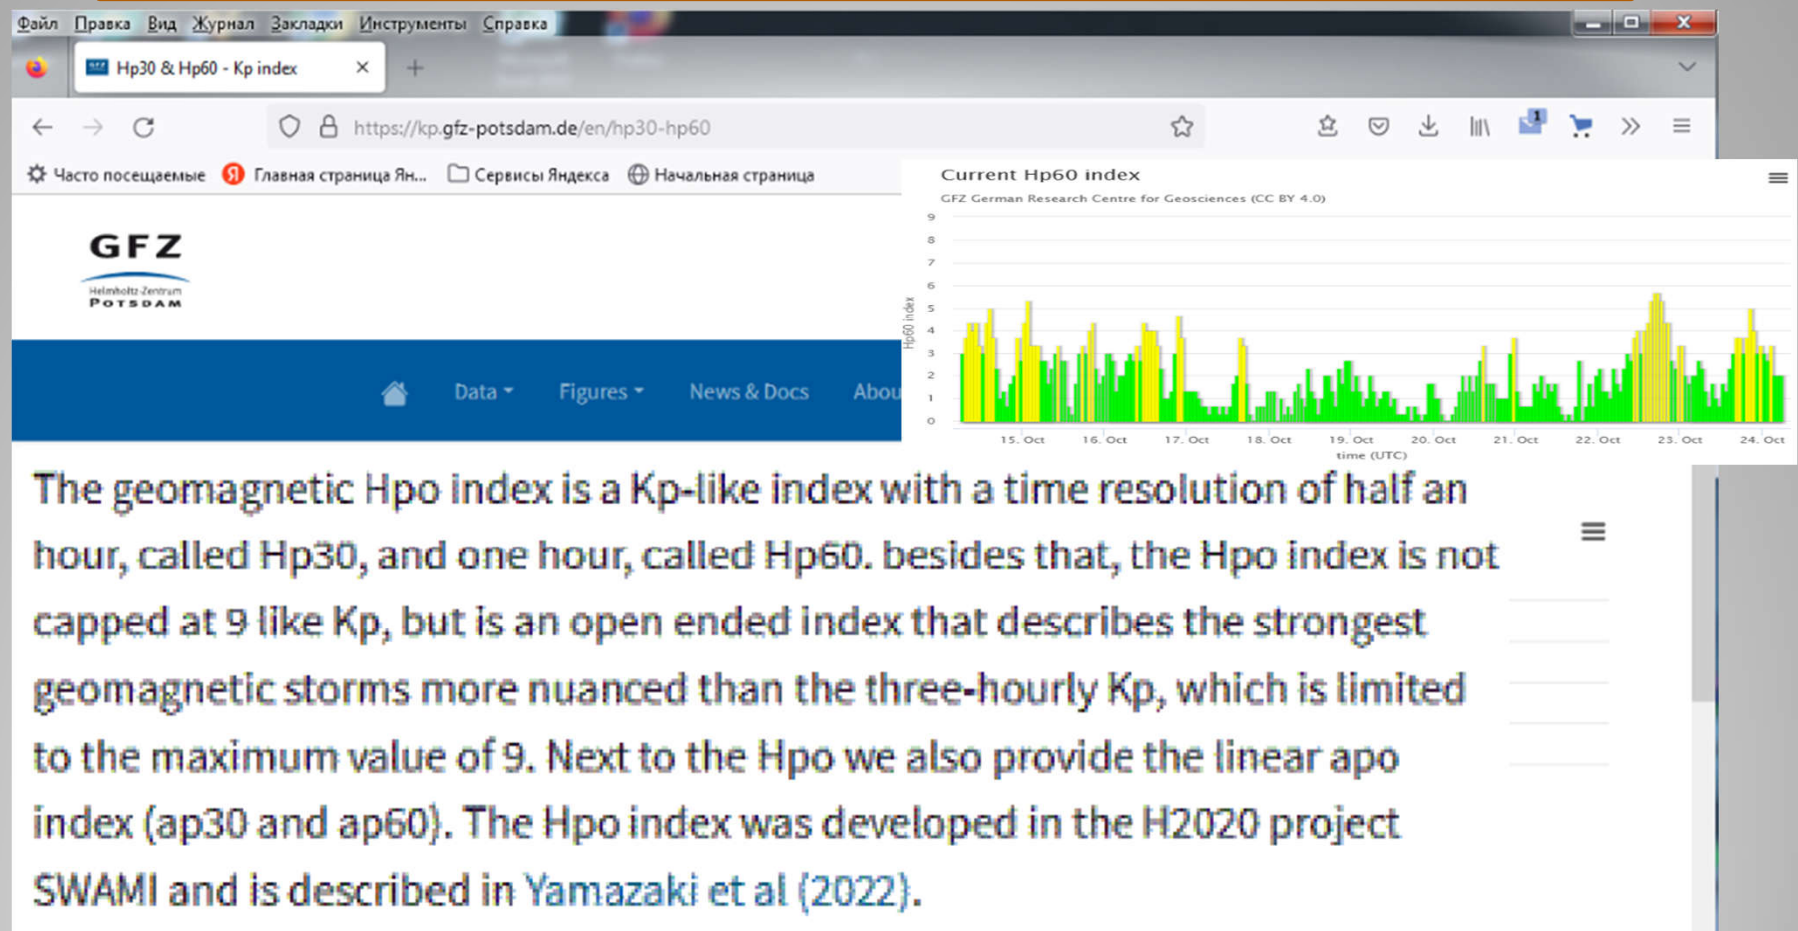 Файл Правка Вид Журнал Закладки Инструменты Справка
Hp30 & Hp60 - Kp index
https://kp.gfz-potsdam.de/en/hp30-hp60
1
Часто посещаемые Я Главная страница Ян... Сервисы Яндекса Начальная страница
GFZ
Helmholtz-Zentrum
POTSDAM
Data Figures News & Docs Abou
Current Hp60 index
GFZ German Research Centre for Geosciences (CC BY 4.0)
Hp60 index
9
8
7
6
5
4
3
2
1
0
15. Oct 16. Oct 17. Oct 18. Oct 19. Oct 20. Oct 21. Oct 22. Oct 23. Oct 24. Oct
time (UTC)
The geomagnetic Hpo index is a Kp-like index with a time resolution of half an
hour, called Hp30, and one hour, called Hp60. besides that, the Hpo index is not
capped at 9 like Kp, but is an open ended index that describes the strongest
geomagnetic storms more nuanced than the three-hourly Kp, which is limited
to the maximum value of 9. Next to the Hpo we also provide the linear apo
index (ap30 and ap60). The Hpo index was developed in the H2020 project
SWAMI and is described in Yamazaki et al (2022).